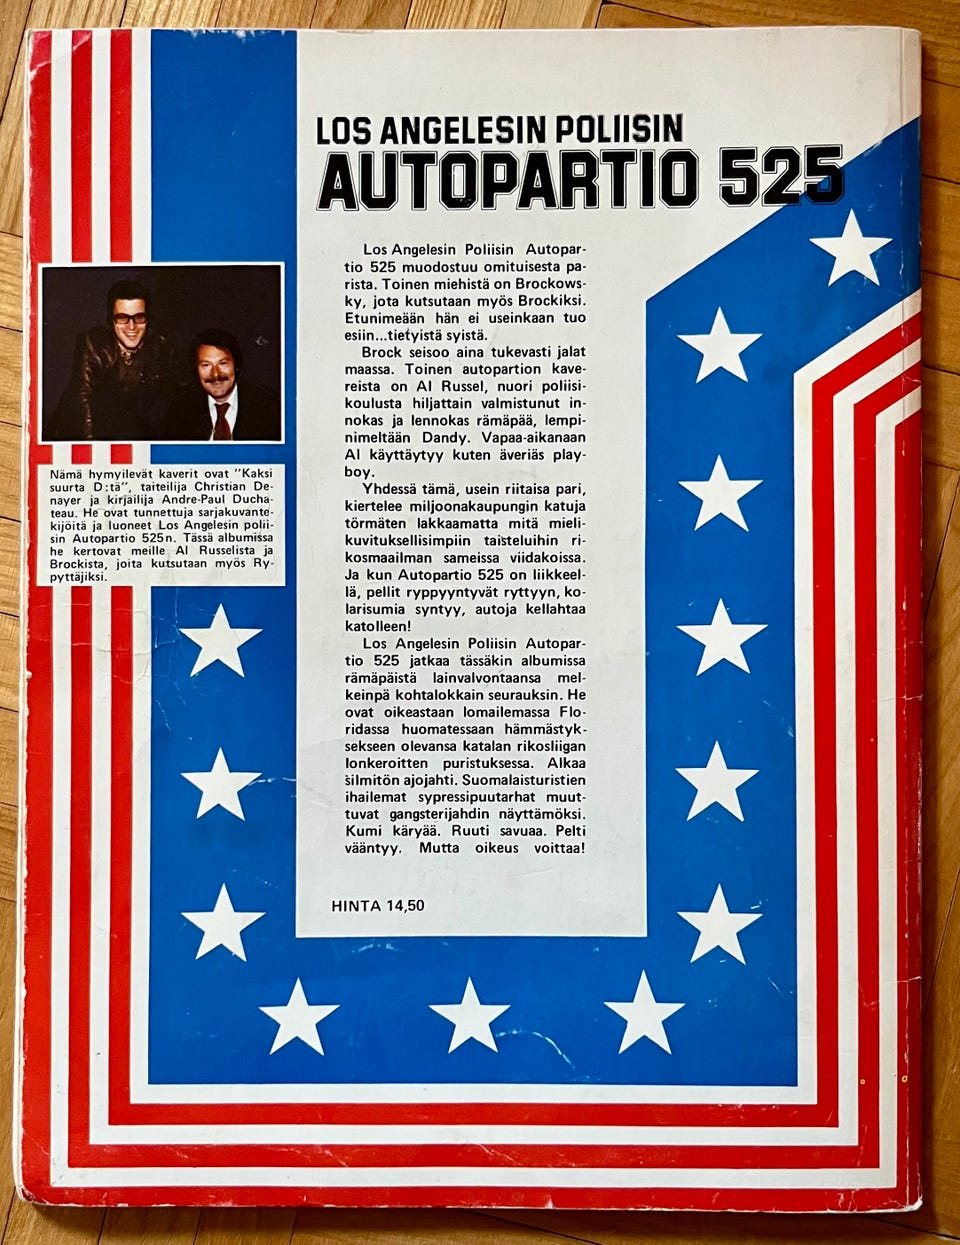 LOS ANGELESIN POLIISIN
AUTOPARTIO 525
Los Angelesin Poliisin Autopar-
tio 525 muodostuu omituisesta pa-
rista. Toinen miehistä on Brockows-
ky, jota kutsutaan myös Brockiksi.
Etunimeään hän ei useinkaan tuo
esiin...tietyistä syistä.
Brock seisoo aina tukevasti jalat
maassa. Toinen autopartion kave-
reista on Al Russel, nuori poliisi-
koulusta hiljattain valmistunut in-
nokas ja lennokas rämäpää, lempi-
nimeltään Dandy. Vapaa-aikanaan
Al käyttäytyy kuten äveriäs play-
boy.
Yhdessä tämä, usein riitaisa pari,
kiertelee miljoonakaupungin katuja
törmäten lakkaamatta mitä mieli-
kuvituksellisimpiin taisteluihin ri-
kosmaailman sameissa viidakoissa.
Ja kun Autopartio 525 on liikkeel-
lä, pellit ryppyyntyvät ryttyyn, ko-
larisumia syntyy, autoja kellahtaa
katolleen!
Los Angelesin Poliisin Autopar-
tio 525 jatkaa tässäkin albumissa
rämäpäistä lainvalvontaansa mel-
keinpä kohtalokkain seurauksin. He
ovat oikeastaan lomailemassa Flo-
ridassa huomatessaan hämmästyk-
sekseen olevansa katalan rikosliigan
lonkeroitten puristuksessa. Alkaa
silmitön ajojahti. Suomalaisturistien
ihailemat sypressipuutarhat muut-
tuvat gangsterijahdin näyttämöksi.
Kumi käryää. Ruuti savuaa. Pelti
vääntyy. Mutta oikeus voittaa!
HINTA 14,50
Nämä hymyilevät kaverit ovat "Kaksi
suurta D:tä", taiteilija Christian De-
nayer ja kirjailija Andre-Paul Ducha-
teau. He ovat tunnettuja sarjakuvante-
kijöitä ja luoneet Los Angelesin polii-
sin Autopartio 525n. Tässä albumissa
he kertovat meille Al Russelista ja
Brockista, joita kutsutaan myös Ry-
pyttäjiksi.